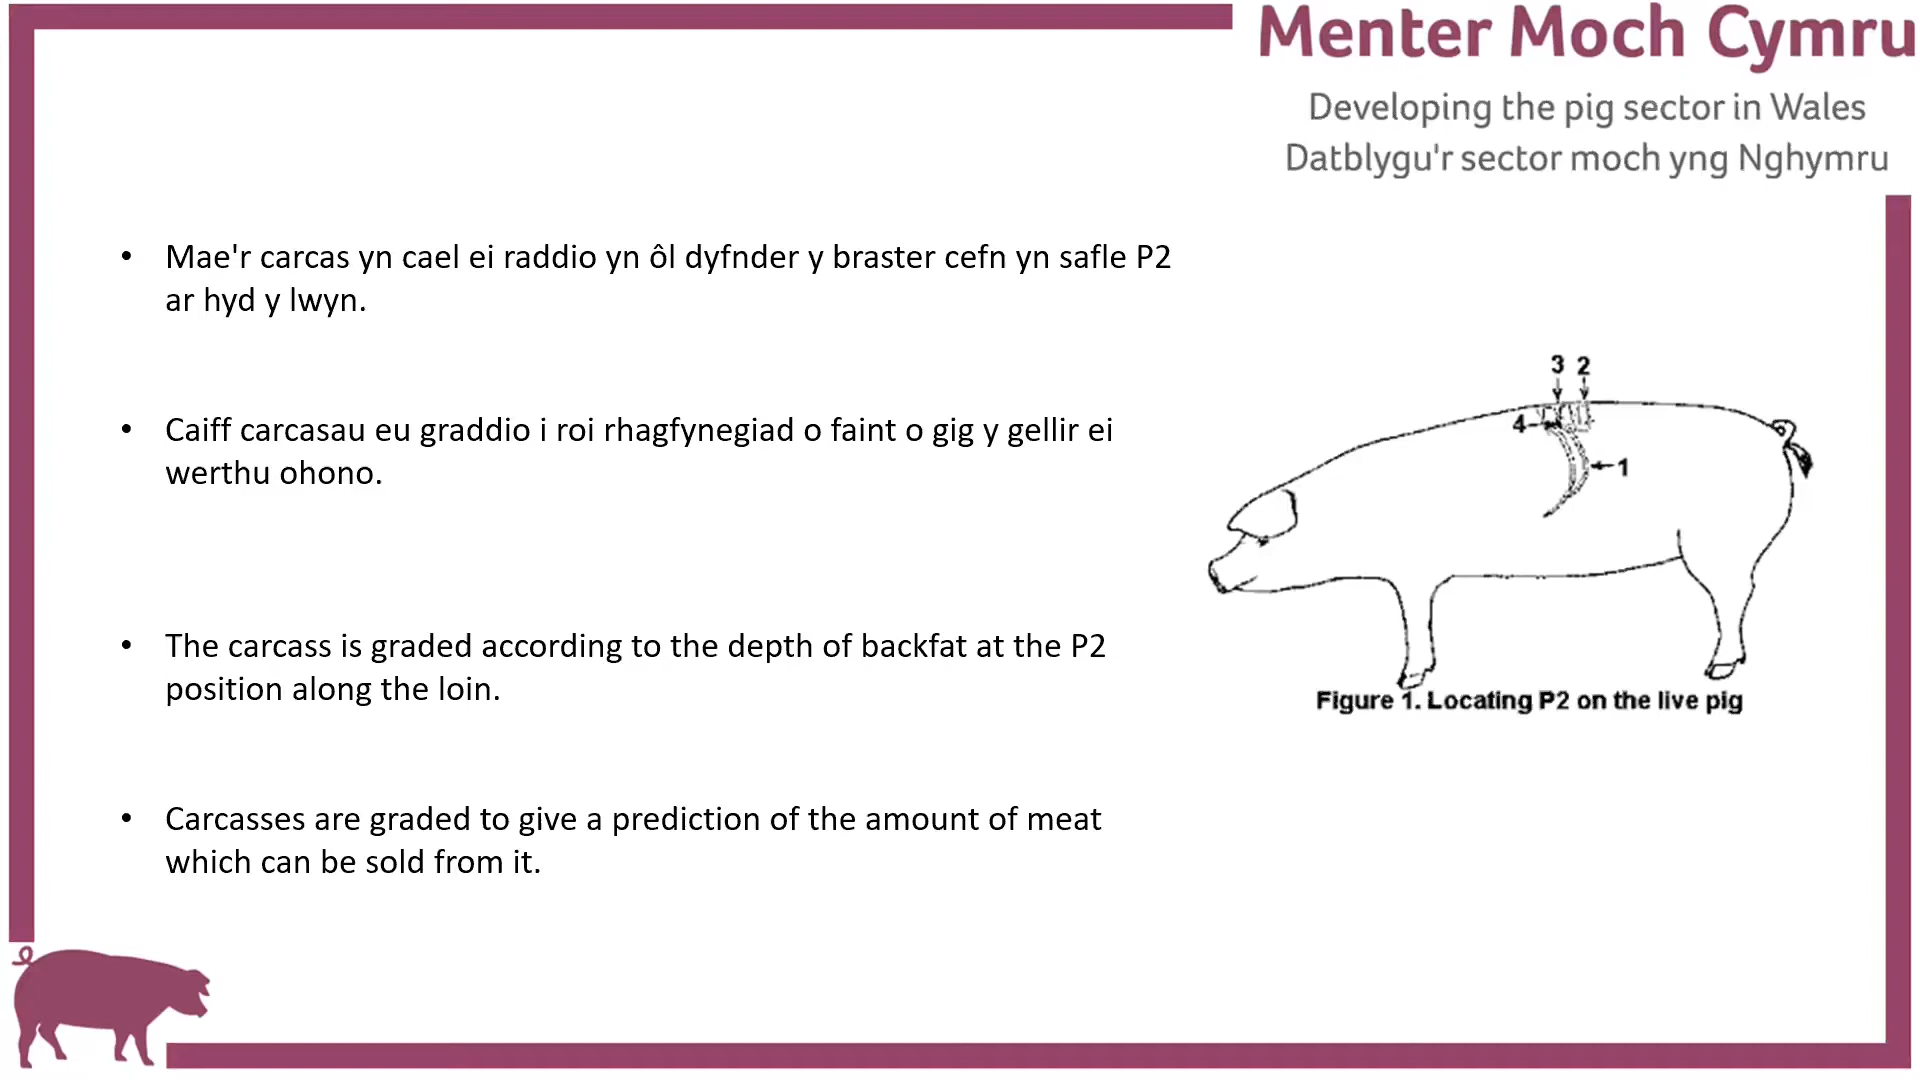 Menter Moch Cymru
Developing the pig sector in Wales
Datblygu'r sector moch yng Nghymru
• Mae'r carcas yn cael ei raddio yn ôl dyfnder y braster cefn yn safle P2
ar hyd y lwyn.
• Caiff carcasau eu graddio i roi rhagfynegiad o faint o gig y gellir ei
werthu ohono.
• The carcass is graded according to the depth of backfat at the P2
position along the loin.
• Carcasses are graded to give a prediction of the amount of meat
which can be sold from it.
3 2
4
1
Figure 1. Locating P2 on the live pig